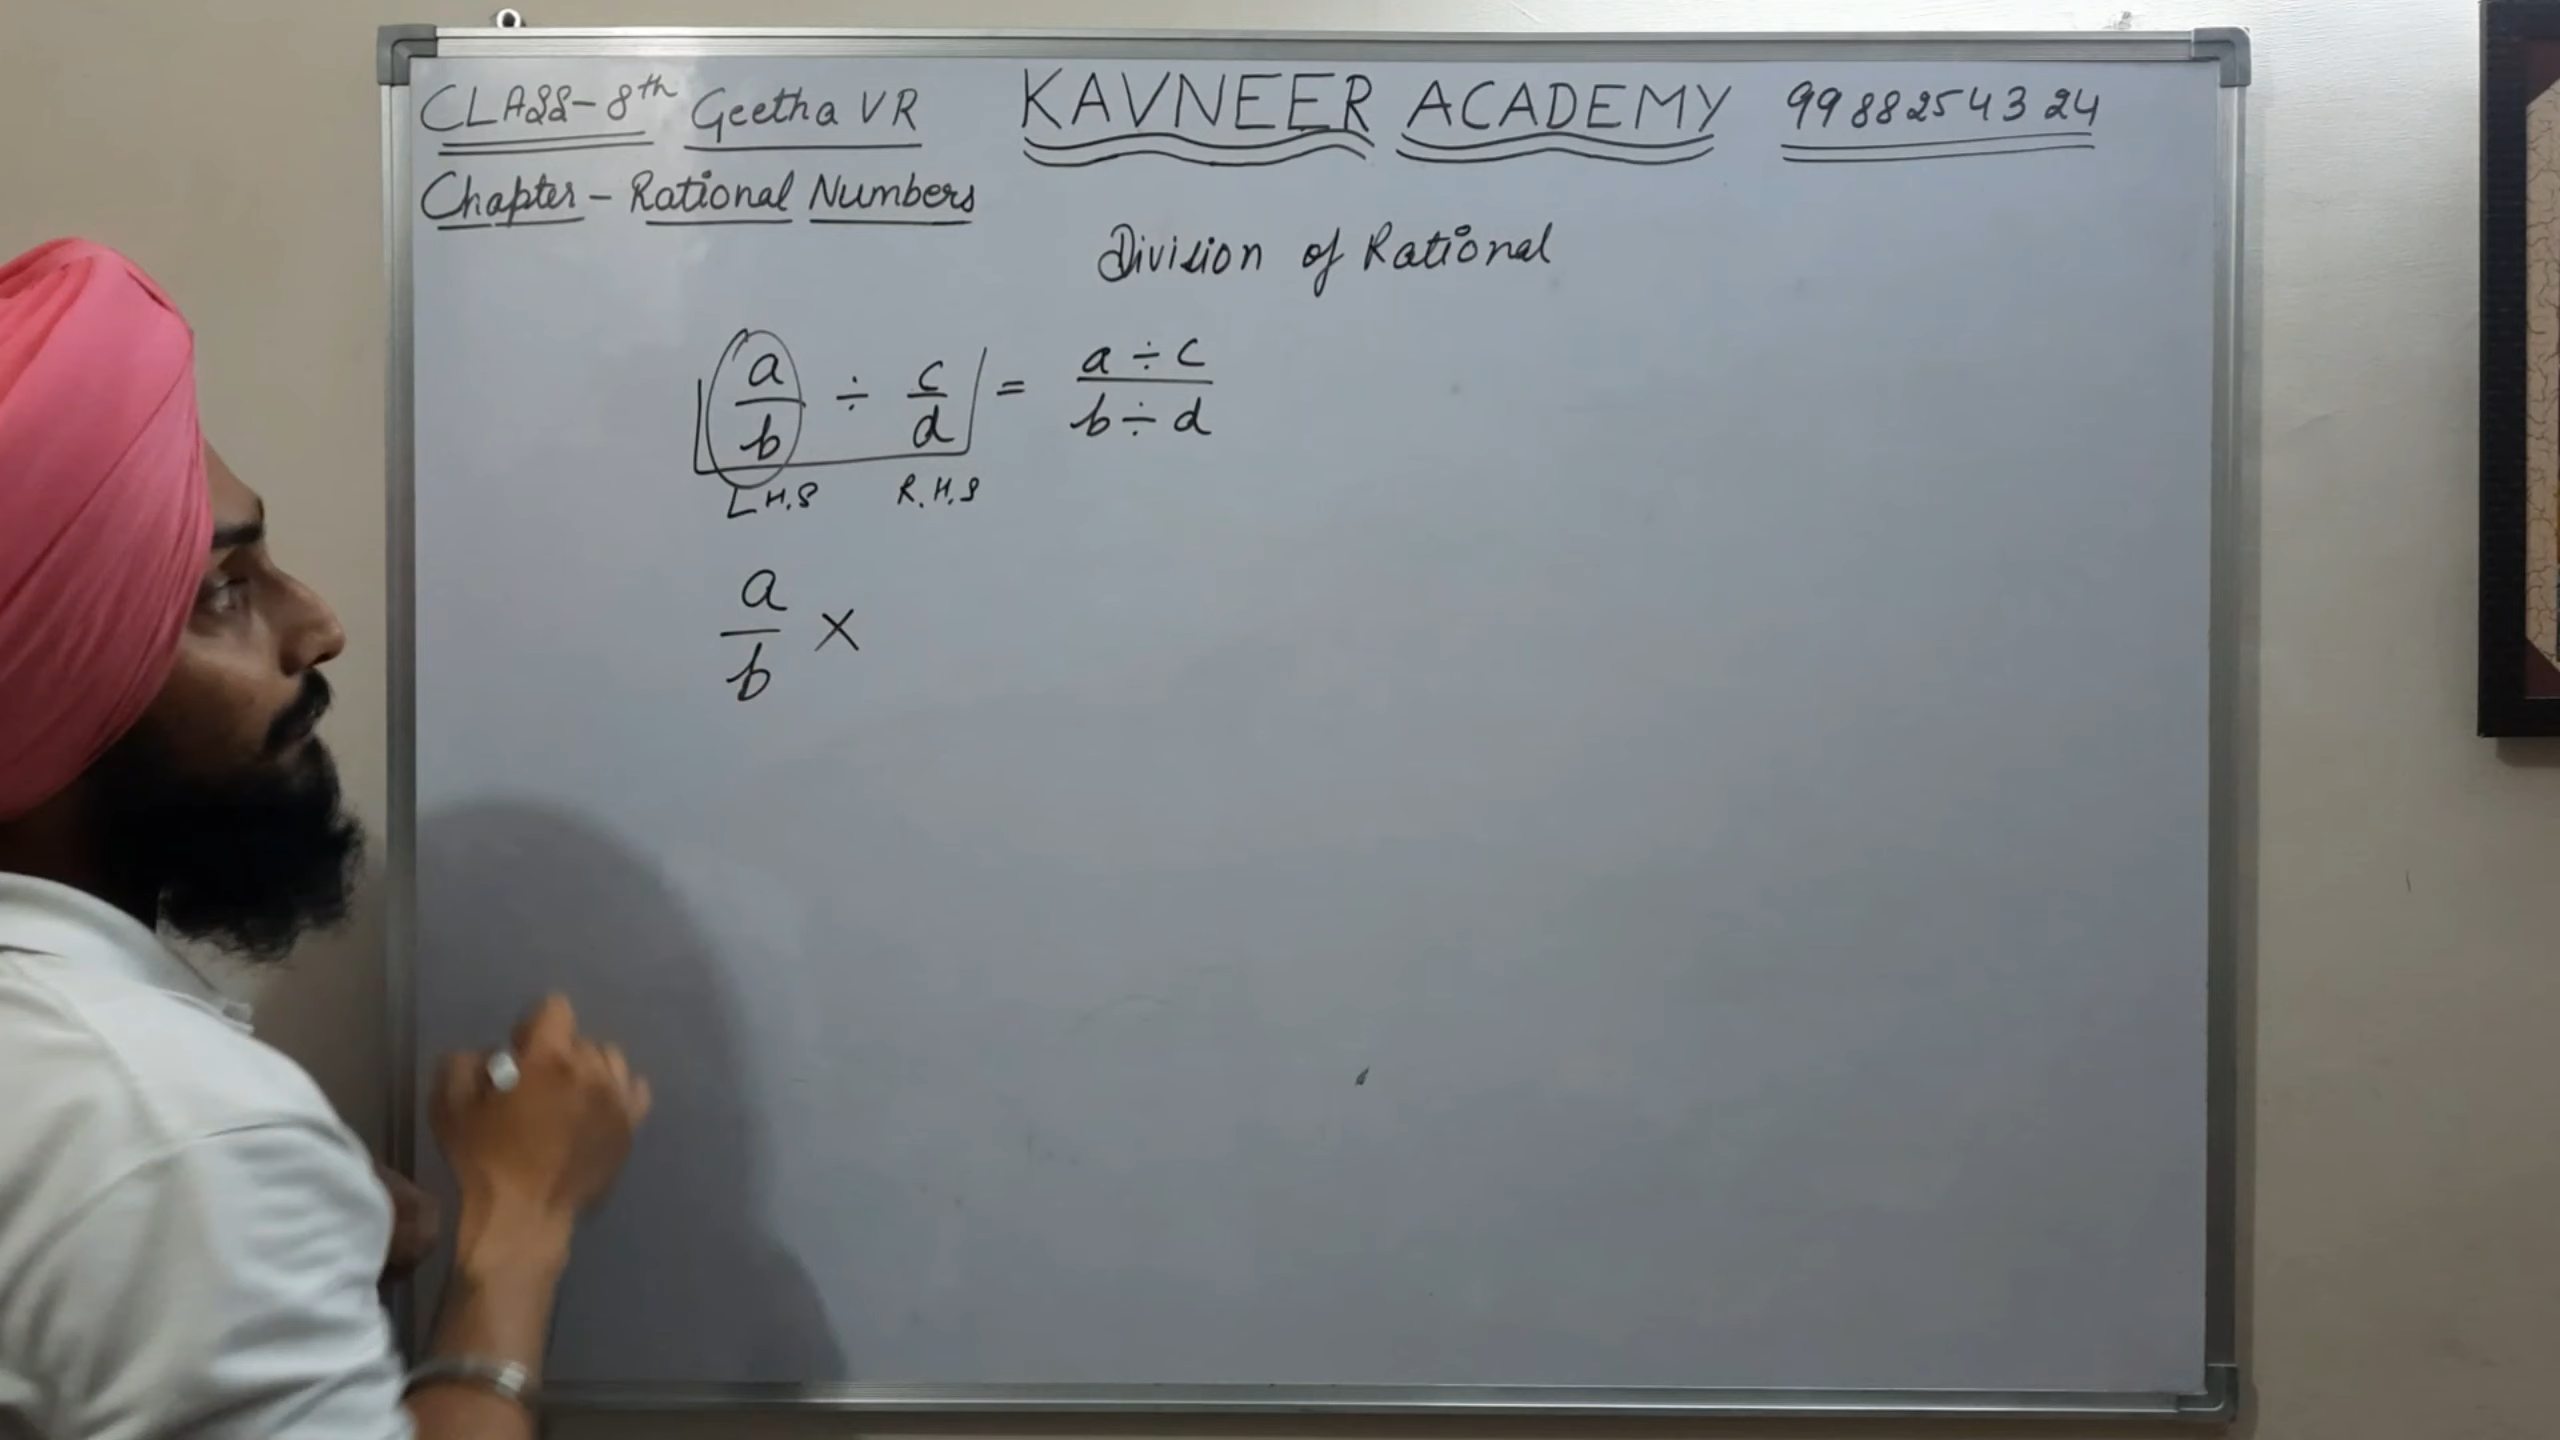 CLASS-8th Geetha VR KAVNEER ACADEMY 9988254324
Chapter - Rational Numbers
Division of Rational
a/b ÷ c/d = a ÷ c / b ÷ d
L.H.S R.H.S
a/b ×